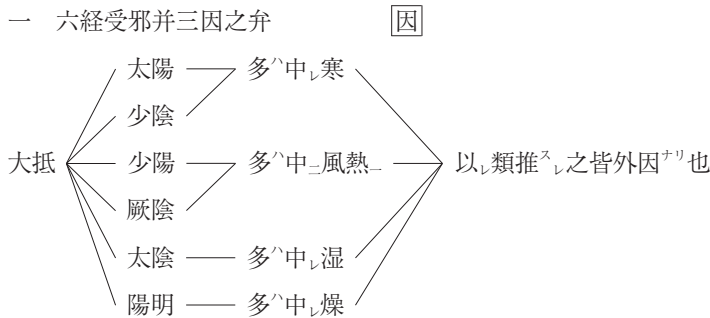 一　六経受邪并三因之弁　因
太陽　多ハ中レ寒
少陰
大抵　少陽　多ハ中二風熱一　以レ類推スレ之皆外因ナリ也
厥陰
太陰　多ハ中レ湿
陽明　多ハ中レ燥